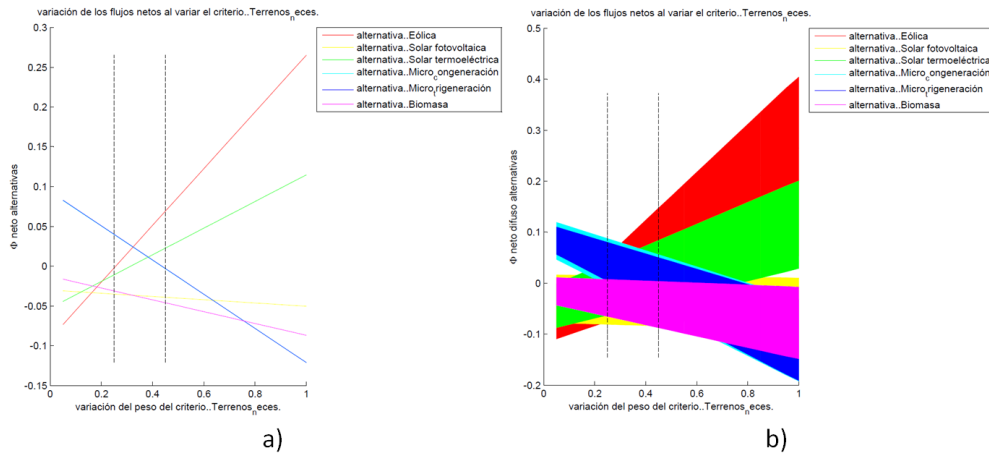 variación de los flujos netos al variar el criterio..Terrenos_neces.
0.3
0.25
0.2
0.15
0.1
0.05
0
-0.05
-0.1
-0.15
Φ neto alternativas
0
0.2
0.4
0.6
0.8
1
variación del peso del criterio..Terrenos_neces.
alternativa..Eólica
alternativa..Solar fotovoltaica
alternativa..Solar termoeléctrica
alternativa..Micro_congeneración
alternativa..Micro_trigeneración
alternativa..Biomasa
a)
variación de los flujos netos al variar el criterio..Terrenos_neces.
0.5
0.4
0.3
0.2
0.1
0
-0.1
-0.2
Φ neto difuso alternativas
0
0.2
0.4
0.6
0.8
1
variación del peso del criterio..Terrenos_neces.
alternativa..Eólica
alternativa..Solar fotovoltaica
alternativa..Solar termoeléctrica
alternativa..Micro_congeneración
alternativa..Micro_trigeneración
alternativa..Biomasa
b)